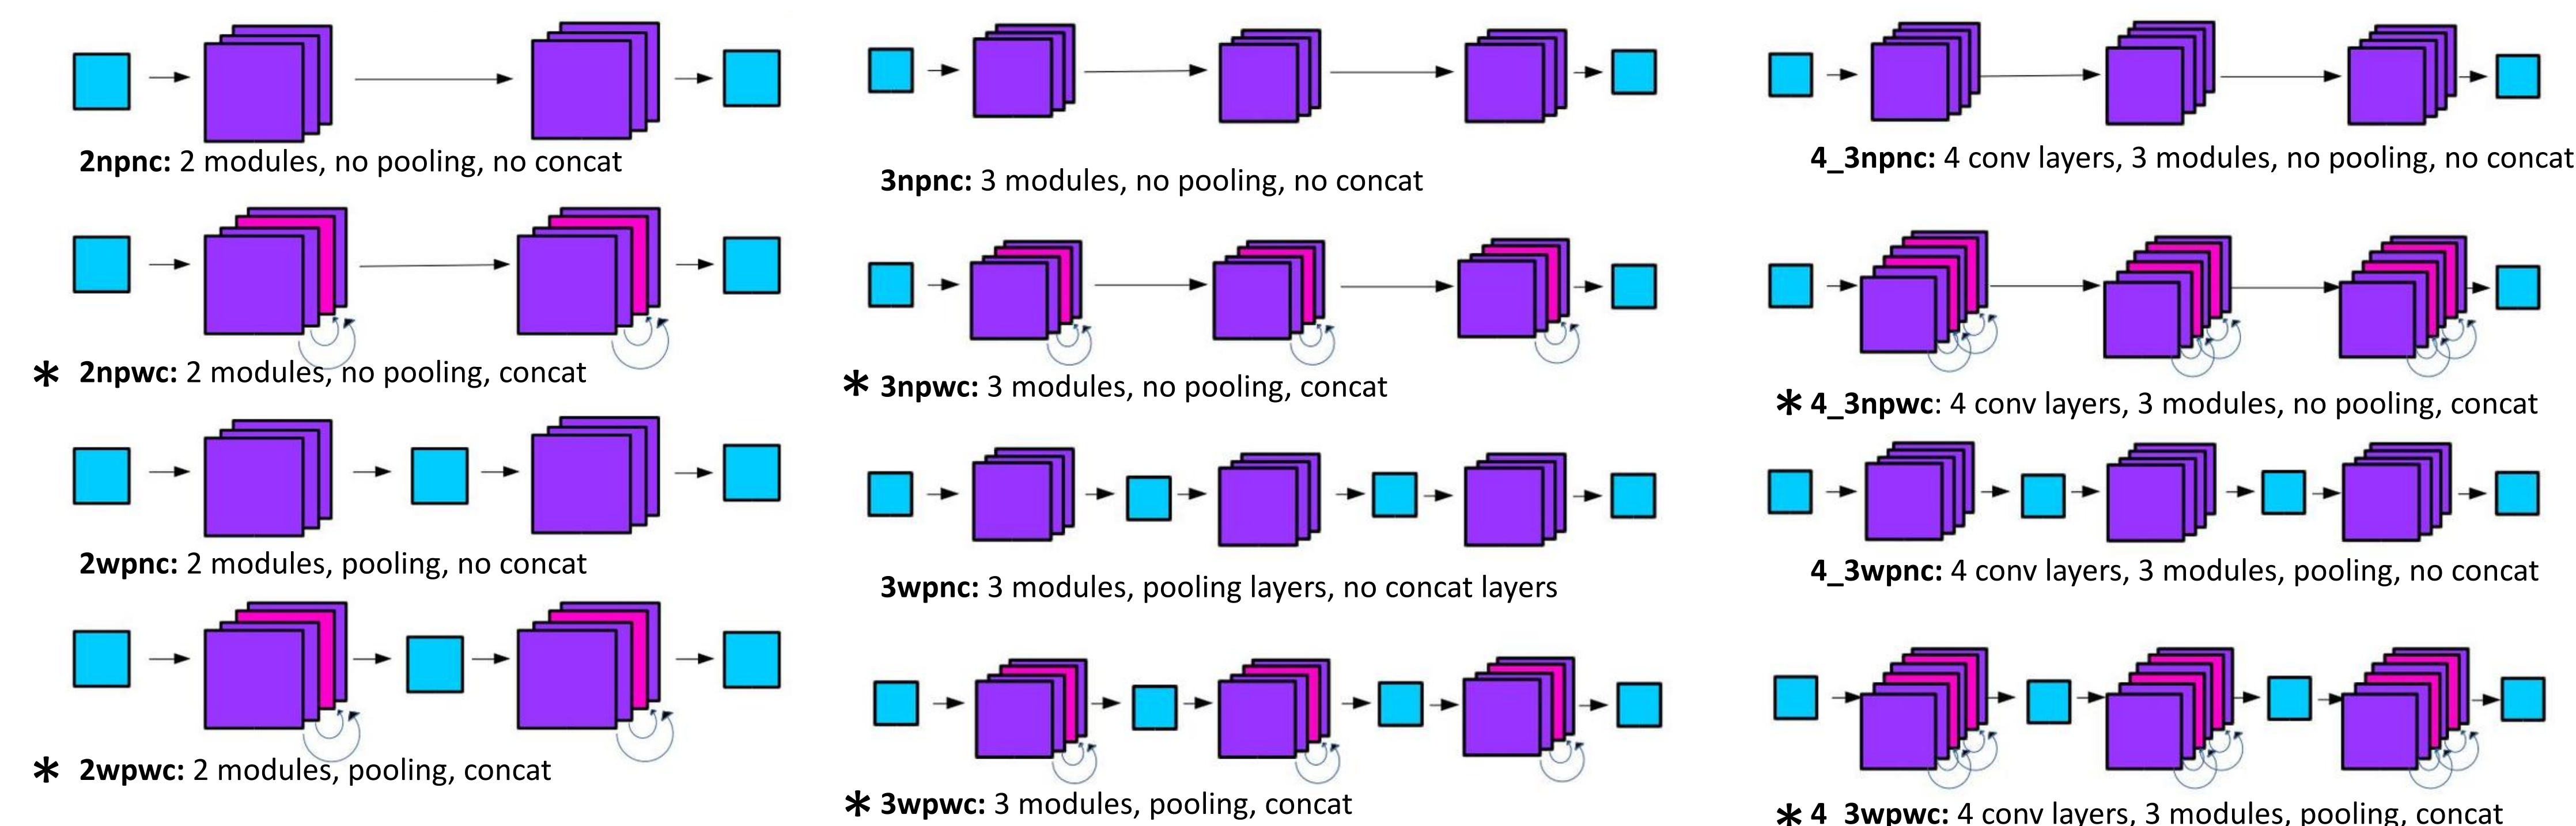 2npnc: 2 modules, no pooling, no concat
* 2npwc: 2 modules, no pooling, concat
2wpnc: 2 modules, pooling, no concat
* 2wpwc: 2 modules, pooling, concat
3npnc: 3 modules, no pooling, no concat
* 3npwc: 3 modules, no pooling, concat
3wpnc: 3 modules, pooling layers, no concat layers
* 3wpwc: 3 modules, pooling, concat
4_3npnc: 4 conv layers, 3 modules, no pooling, no concat
* 4_3npwc: 4 conv layers, 3 modules, no pooling, concat
4_3wpnc: 4 conv layers, 3 modules, pooling, no concat
* 4_3wpwc: 4 conv layers, 3 modules, pooling, concat